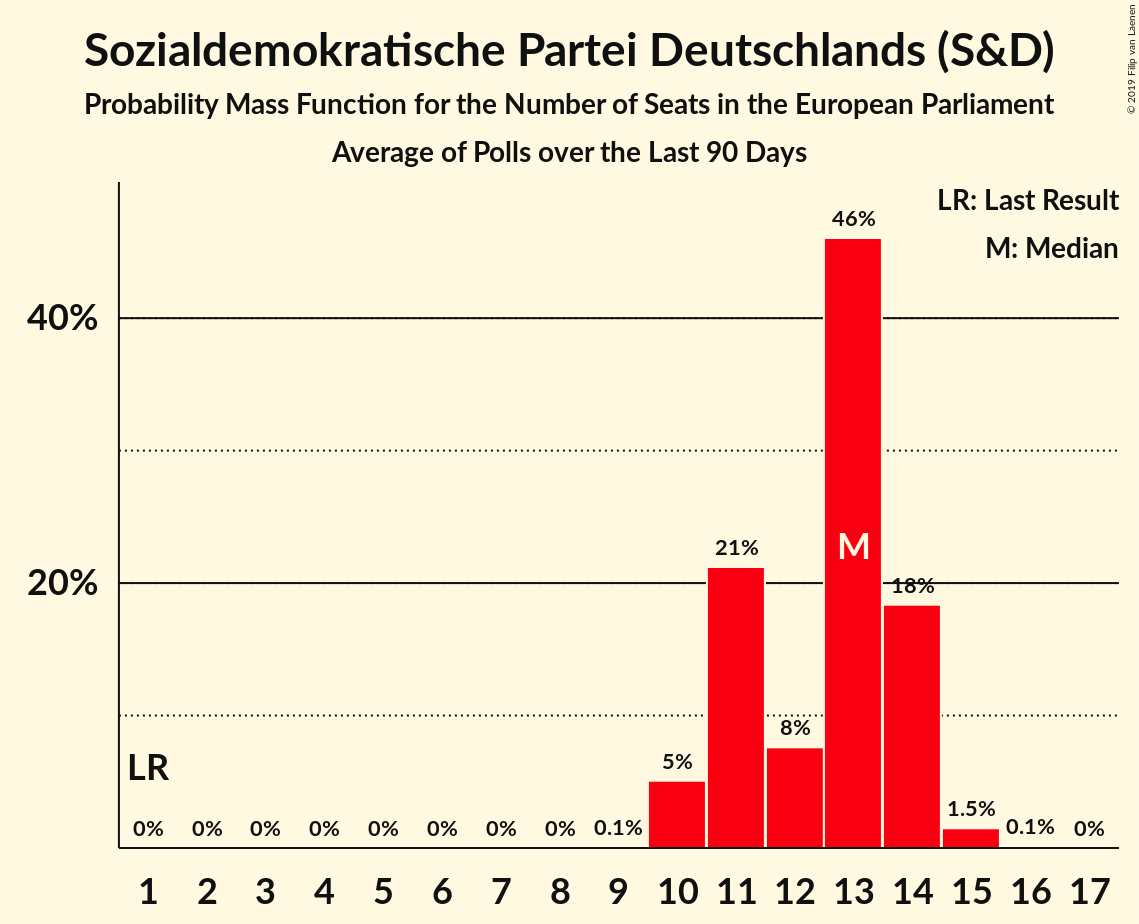 Sozialdemokratische Partei Deutschlands (S&D)
Probability Mass Function for the Number of Seats in the European Parliament
Average of Polls over the Last 90 Days
© 2019 Filip van Laenen
LR: Last Result
M: Median
40%
20%
46%
21%
M
18%
8%
5%
LR
1.5%
0% 0% 0% 0% 0% 0% 0% 0% 0.1% 0.1% 0%
1 2 3 4 5 6 7 8 9 10 11 12 13 14 15 16 17